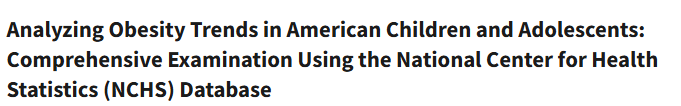 Analyzing Obesity Trends in American Children and Adolescents:
Comprehensive Examination Using the National Center for Health
Statistics (NCHS) Database